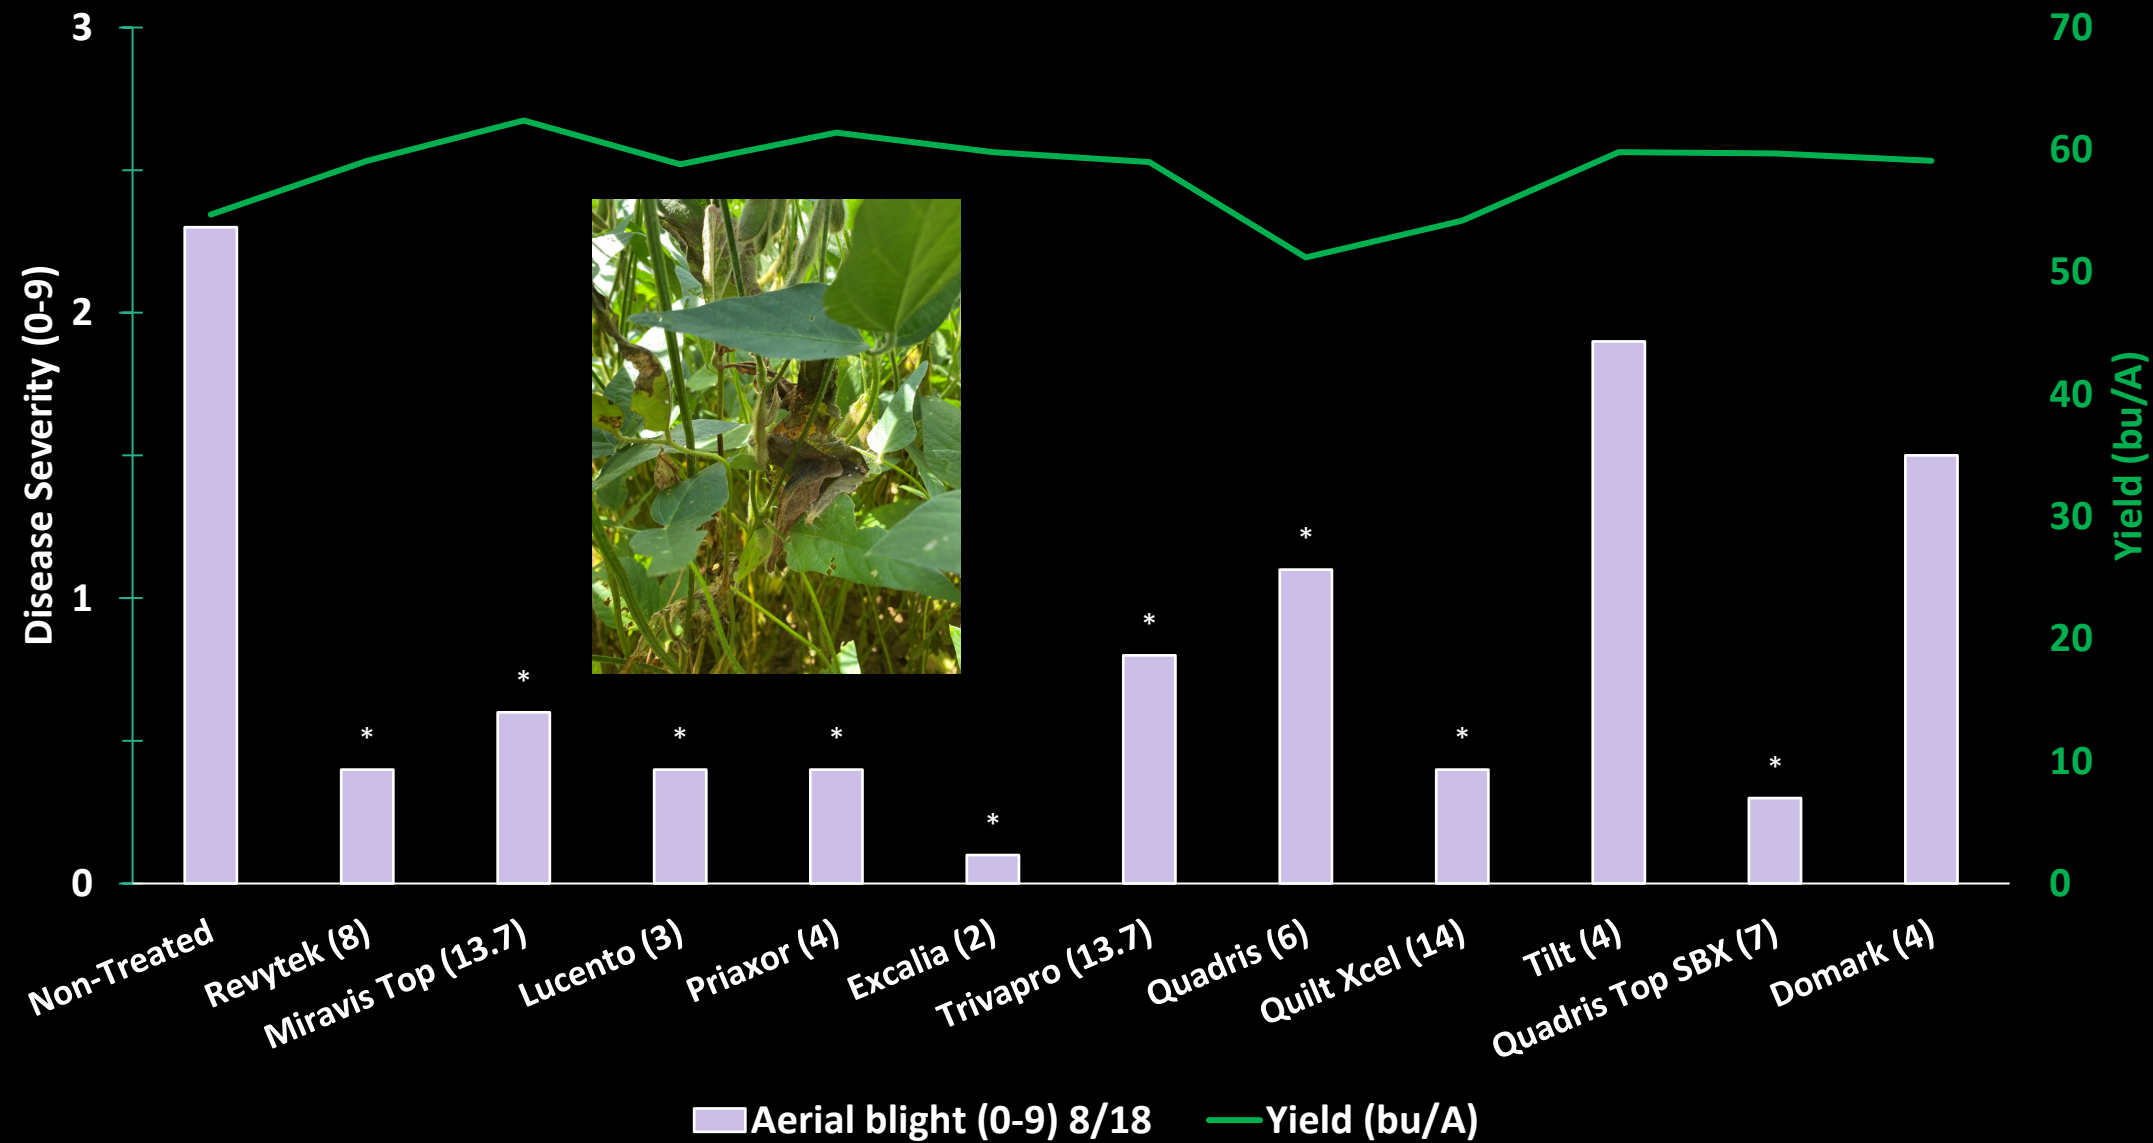 3
2
1
0
Disease Severity (0-9)
70
60
50
40
30
20
10
0
Yield (bu/A)
*
*
*
*
*
*
*
*
*
Non-Treated
Revytek (8)
Miravis Top (13.7)
Lucento (3)
Priaxor (4)
Excalia (2)
Trivapro (13.7)
Quadris (6)
Quilt Xcel (14)
Tilt (4)
Quadris Top SBX (7)
Domark (4)
Aerial blight (0-9) 8/18
Yield (bu/A)